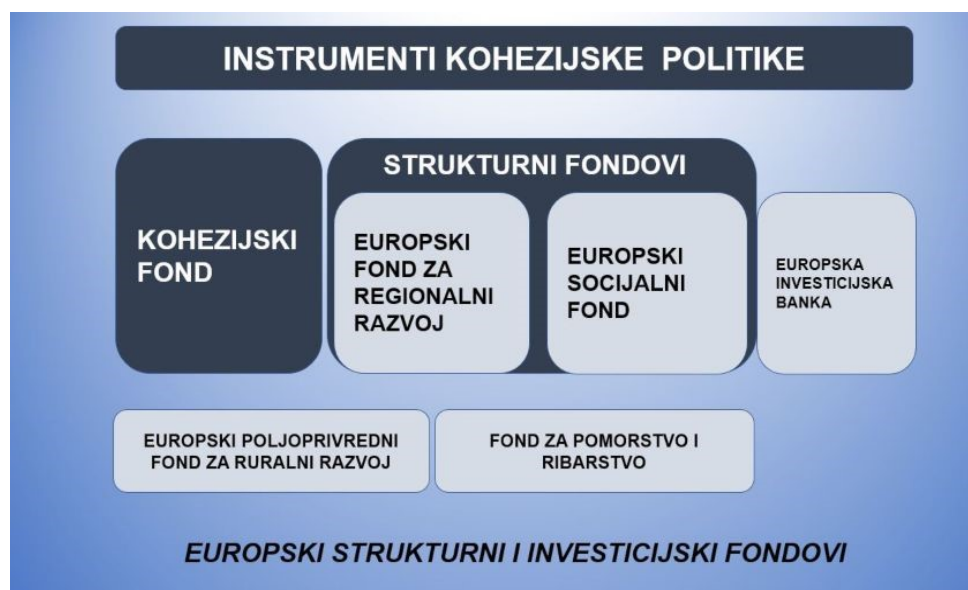 INSTRUMENTI KOHEZIJSKE POLITIKE
KOHEZIJSKI
FOND
STRUKTURNI FONDOVI
EUROPSKI
FOND ZA
REGIONALNI
RAZVOJ
EUROPSKI
SOCIJALNI
FOND
EUROPSKA
INVESTICIJSKA
BANKA
EUROPSKI POLJOPRIVREDNI
FOND ZA RURALNI RAZVOJ
FOND ZA POMORSTVO I
RIBARSTVO
EUROPSKI STRUKTURNI I INVESTICIJSKI FONDOVI